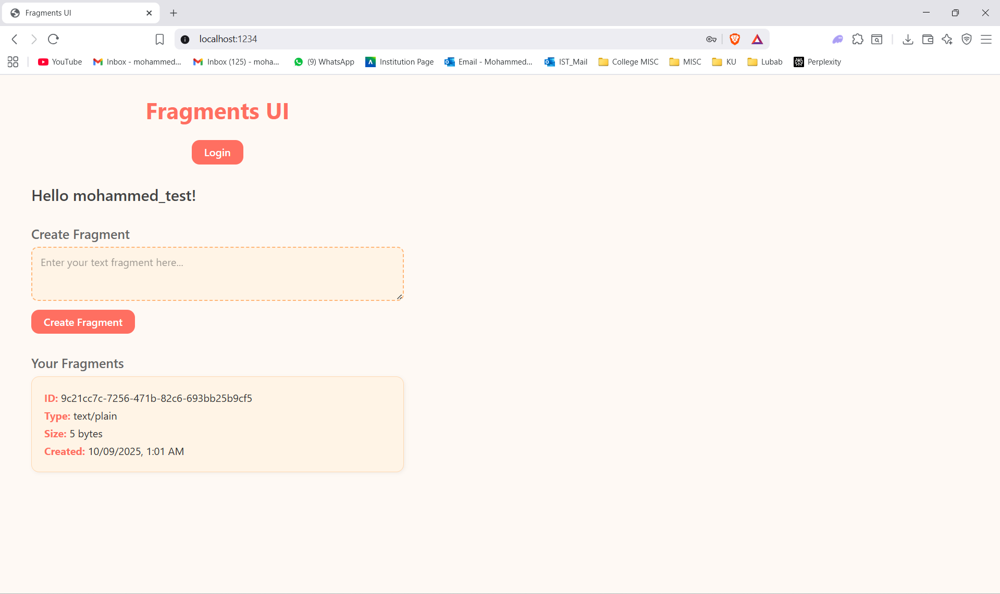 Fragments UI
localhost:1234
YouTube
Inbox - mohammed...
Inbox (125) - moha...
(9) WhatsApp
Institution Page
Email - Mohammed...
IST_Mail
College MISC
MISC
KU
Lubab
Perplexity
Fragments UI
Login
Hello mohammed_test!
Create Fragment
Enter your text fragment here...
Create Fragment
Your Fragments
ID: 9c21cc7c-7256-471b-82c6-693bb25b9cf5
Type: text/plain
Size: 5 bytes
Created: 10/09/2025, 1:01 AM